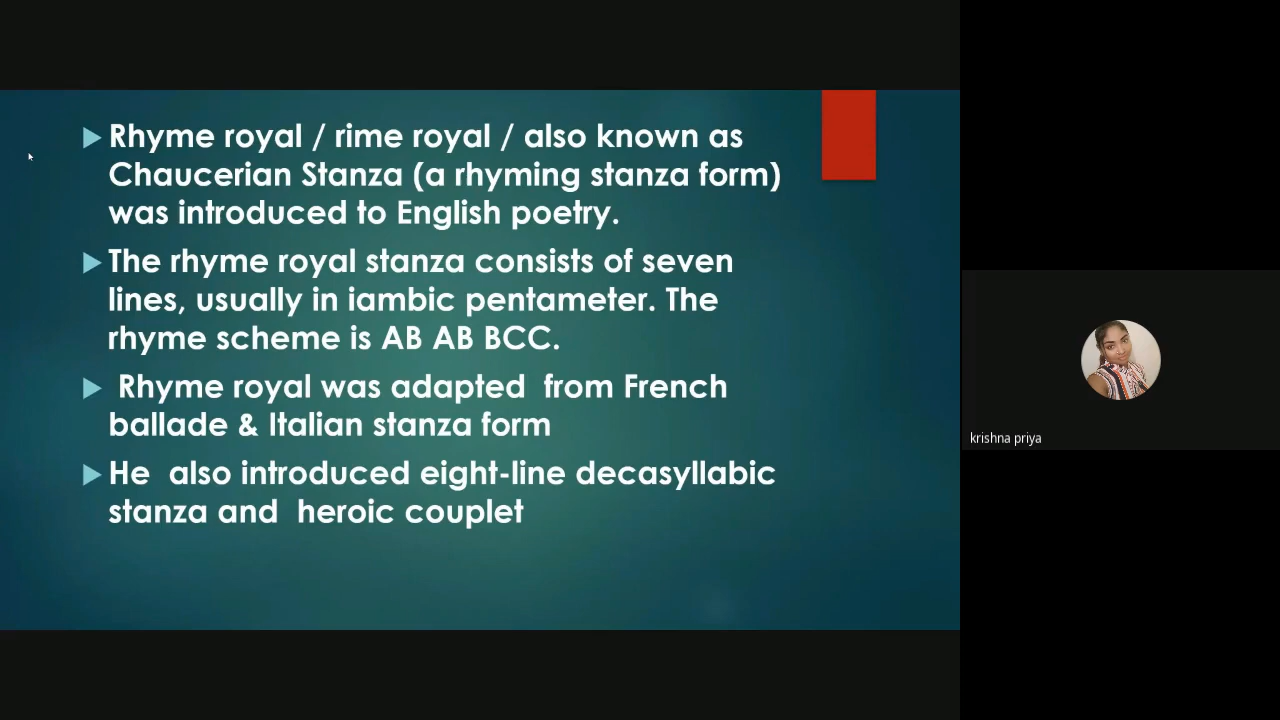 Rhyme royal / rime royal / also known as
Chaucerian Stanza (a rhyming stanza form)
was introduced to English poetry.
The rhyme royal stanza consists of seven
lines, usually in iambic pentameter. The
rhyme scheme is AB AB BCC.
Rhyme royal was adapted from French
ballade & Italian stanza form
He also introduced eight-line decasyllabic
stanza and heroic couplet
krishna priya